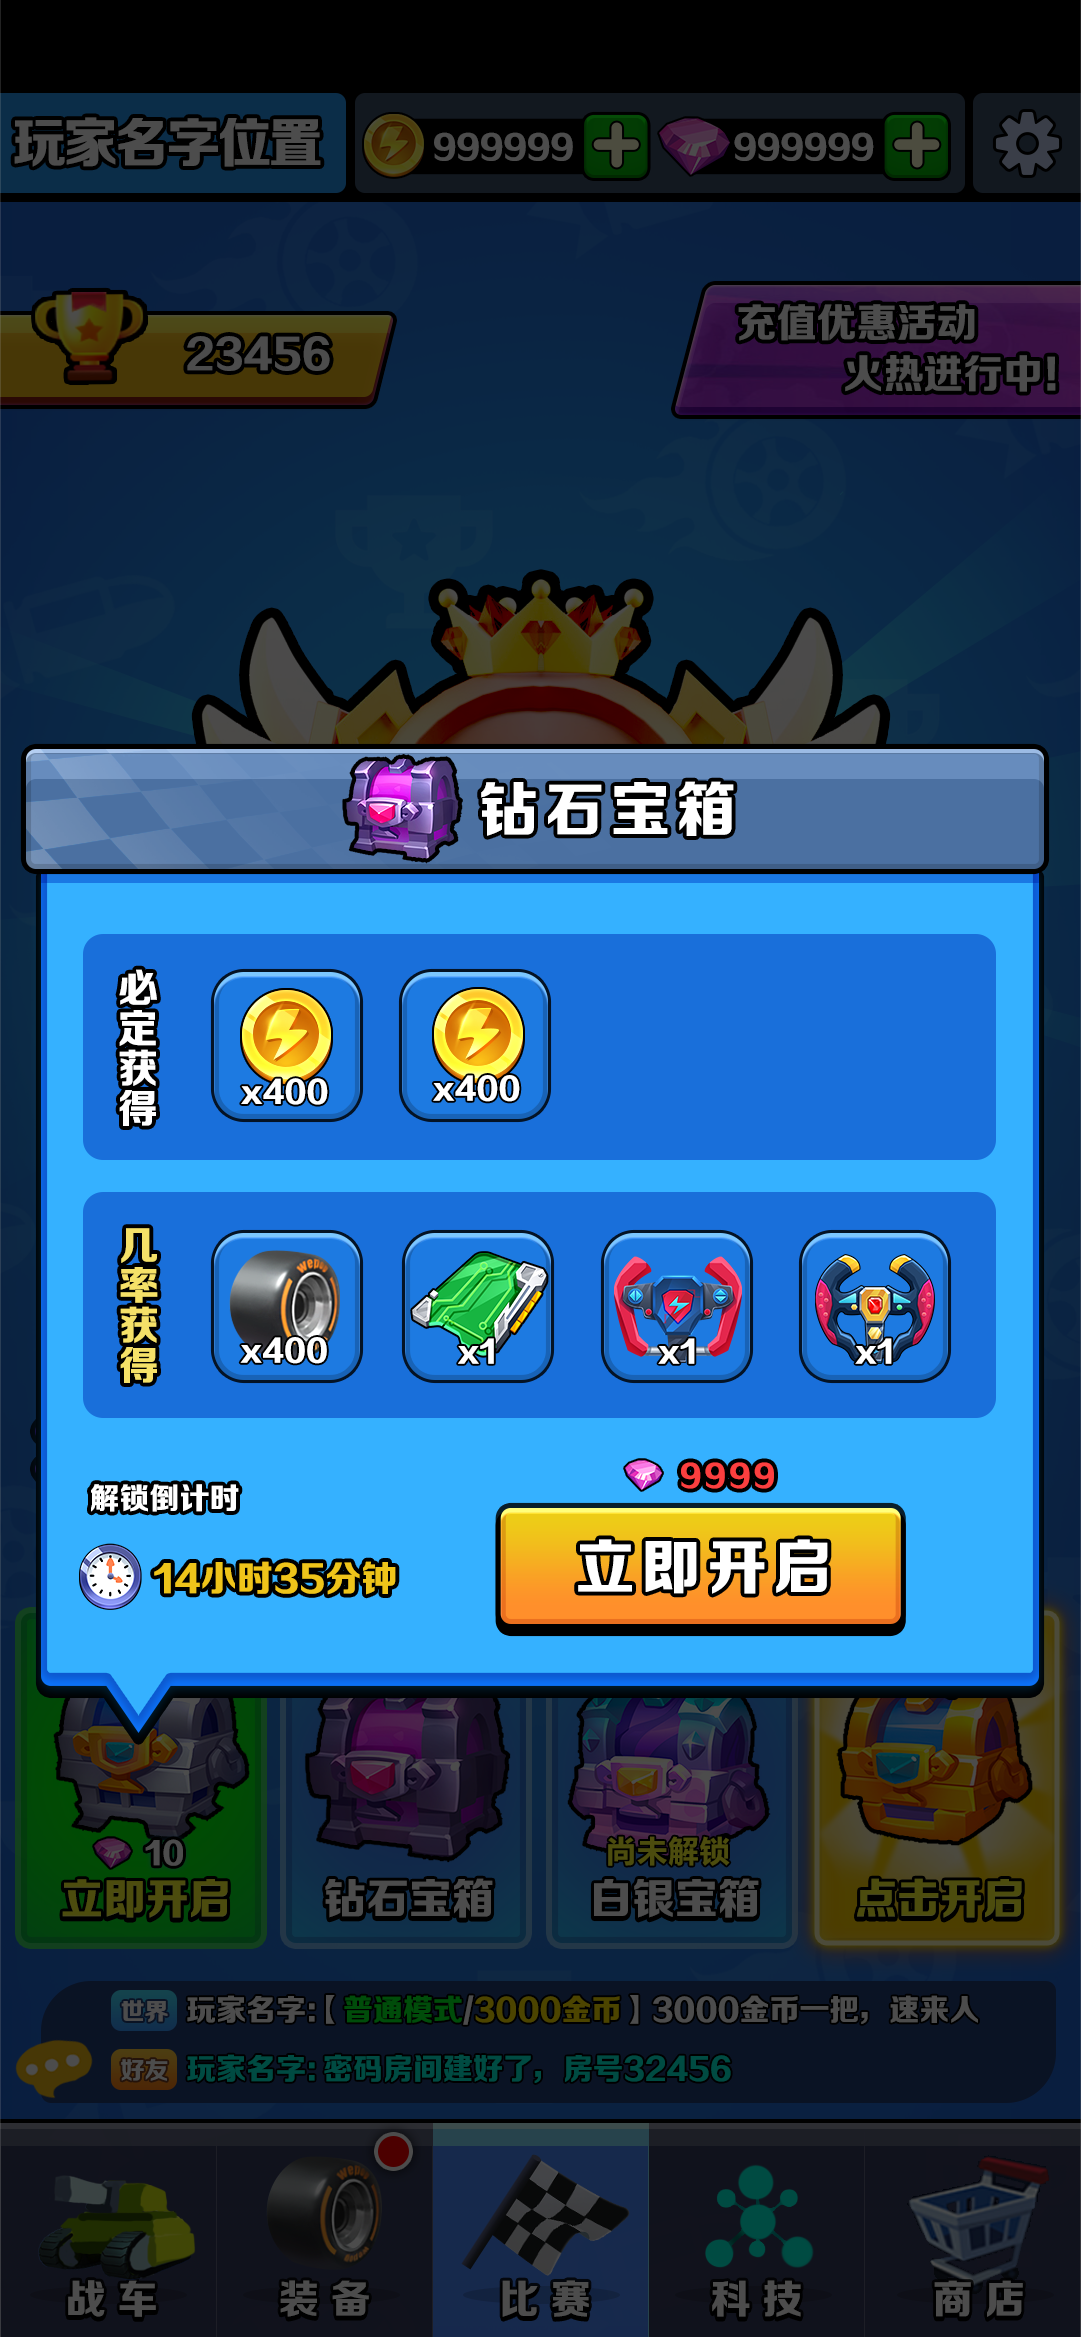 玩家名字位置
999999
999999
23456
充值优惠活动
火热进行中!
钻石宝箱
必定获得
x400
x400
几率获得
Wepon
x400
x1
x1
x1
解锁倒计时
14小时35分钟
9999
立即开启
10
立即开启
钻石宝箱
尚未解锁
白银宝箱
点击开启
世界 玩家名字:【普通模式/3000金币】3000金币一把，速来人
好友 玩家名字: 密码房间建好了，房号32456
战车
装备
比赛
科技
商店